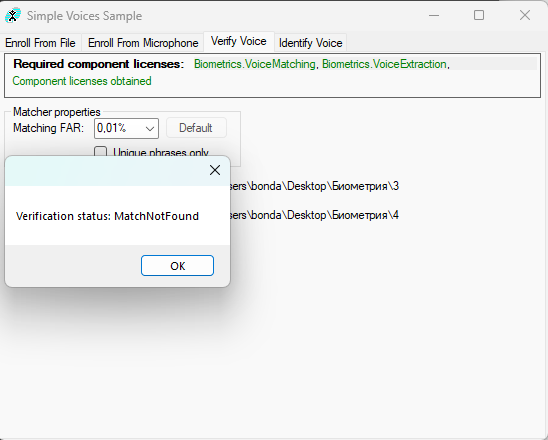 Simple Voices Sample
Enroll From File Enroll From Microphone Verify Voice Identify Voice
Required component licenses: Biometrics.VoiceMatching, Biometrics.VoiceExtraction,
Component licenses obtained
Matcher properties
Matching FAR: 0,01% Default
Unique phrases only
sers\bonda\Desktop\Биометрия\3
Verification status: MatchNotFound
sers\bonda\Desktop\Биометрия\4
OK